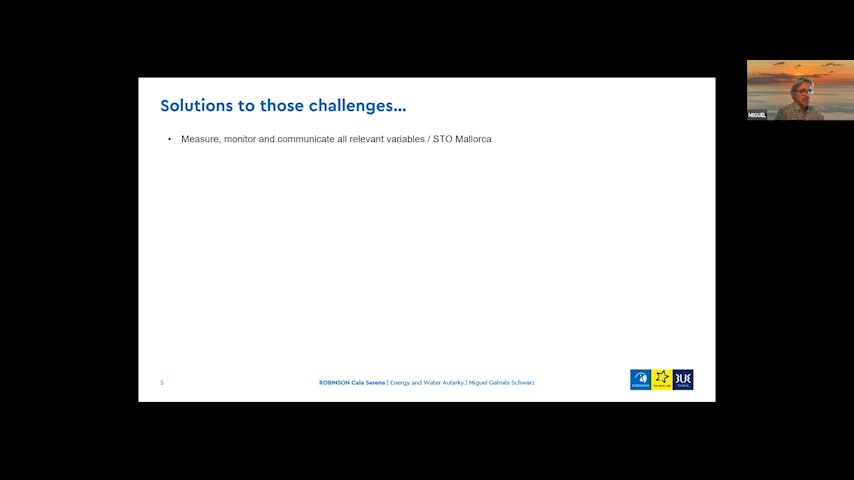 Solutions to those challenges...
• Measure, monitor and communicate all relevant variables / STO Mallorca
MIGUEL
5
ROBINSON Cala Serena | Energy and Water Autarky | Miguel Galmés Schwarz
ROBINSON